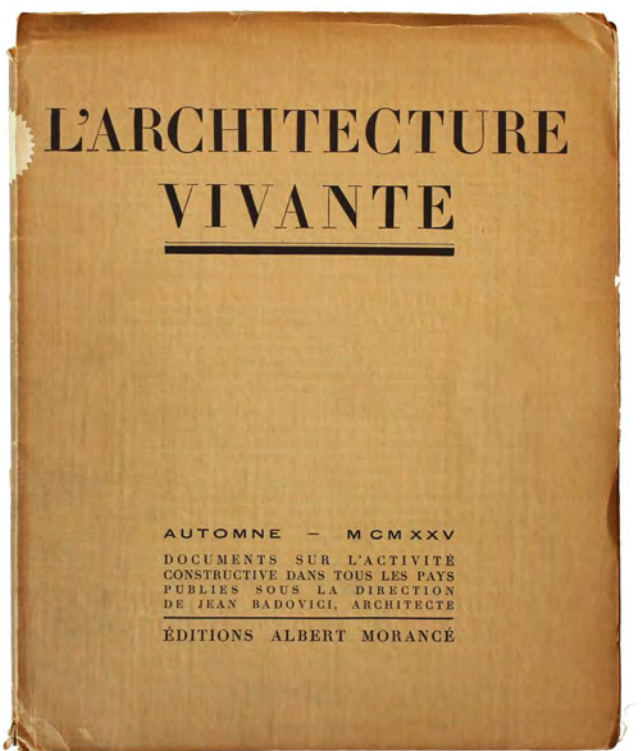 L'ARCHITECTURE
VIVANTE
AUTOMNE – MCMXXV
DOCUMENTS SUR L'ACTIVITÉ
CONSTRUCTIVE DANS TOUS LES PAYS
PUBLIES SOUS LA DIRECTION
DE JEAN BADOVICI, ARCHITECTE
ÉDITIONS ALBERT MORANCÉ